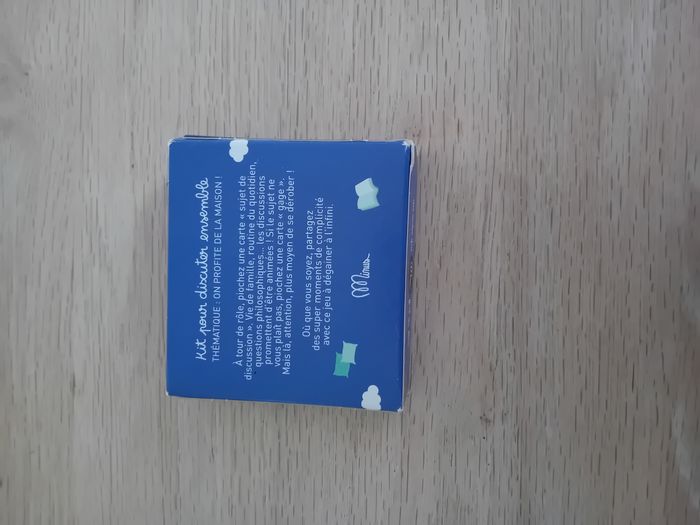 Kit pour discuter ensemble
THÉMATIQUE : ON PROFITE DE LA MAISON !
À tour de rôle, piochez une carte « sujet de
discussion ». Vie de famille, routine du quotidien,
questions philosophiques... les discussions
promettent d'être animées ! Si le sujet ne
vous plaît pas, piochez une carte « gage ».
Mais là, attention, plus moyen de se dérober !
Où que vous soyez, partagez
des super moments de complicité
avec ce jeu à dégainer à l'infini.
Minus